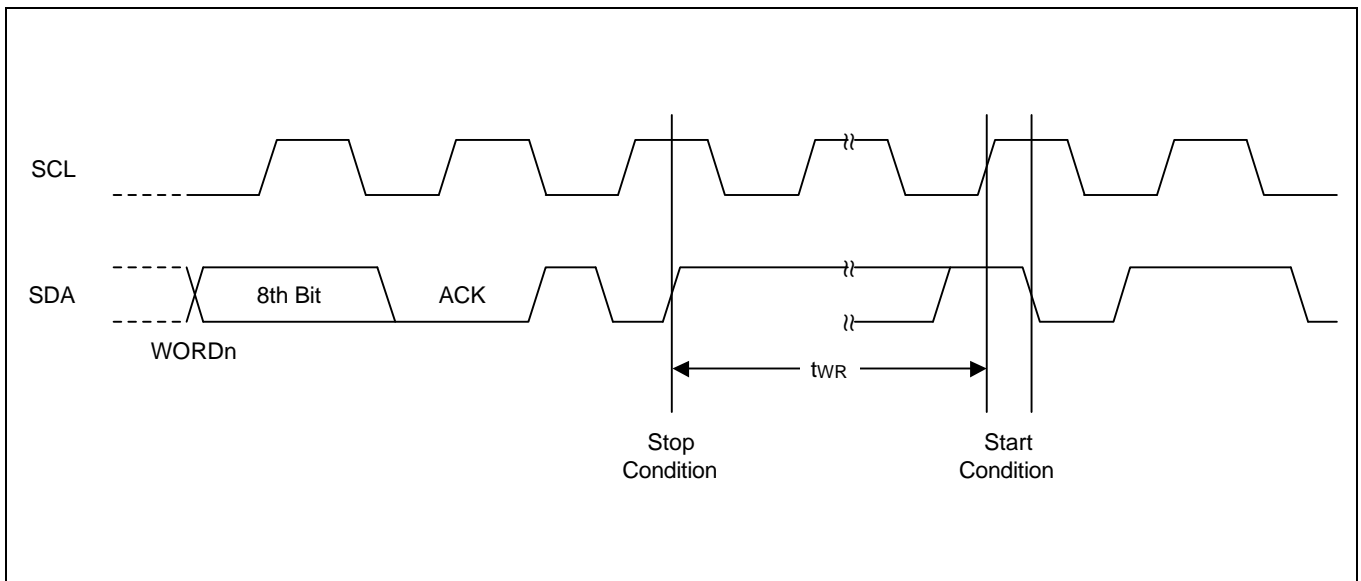 SCL
SDA
8th Bit
ACK
WORDn
tWR
Stop
Condition
Start
Condition